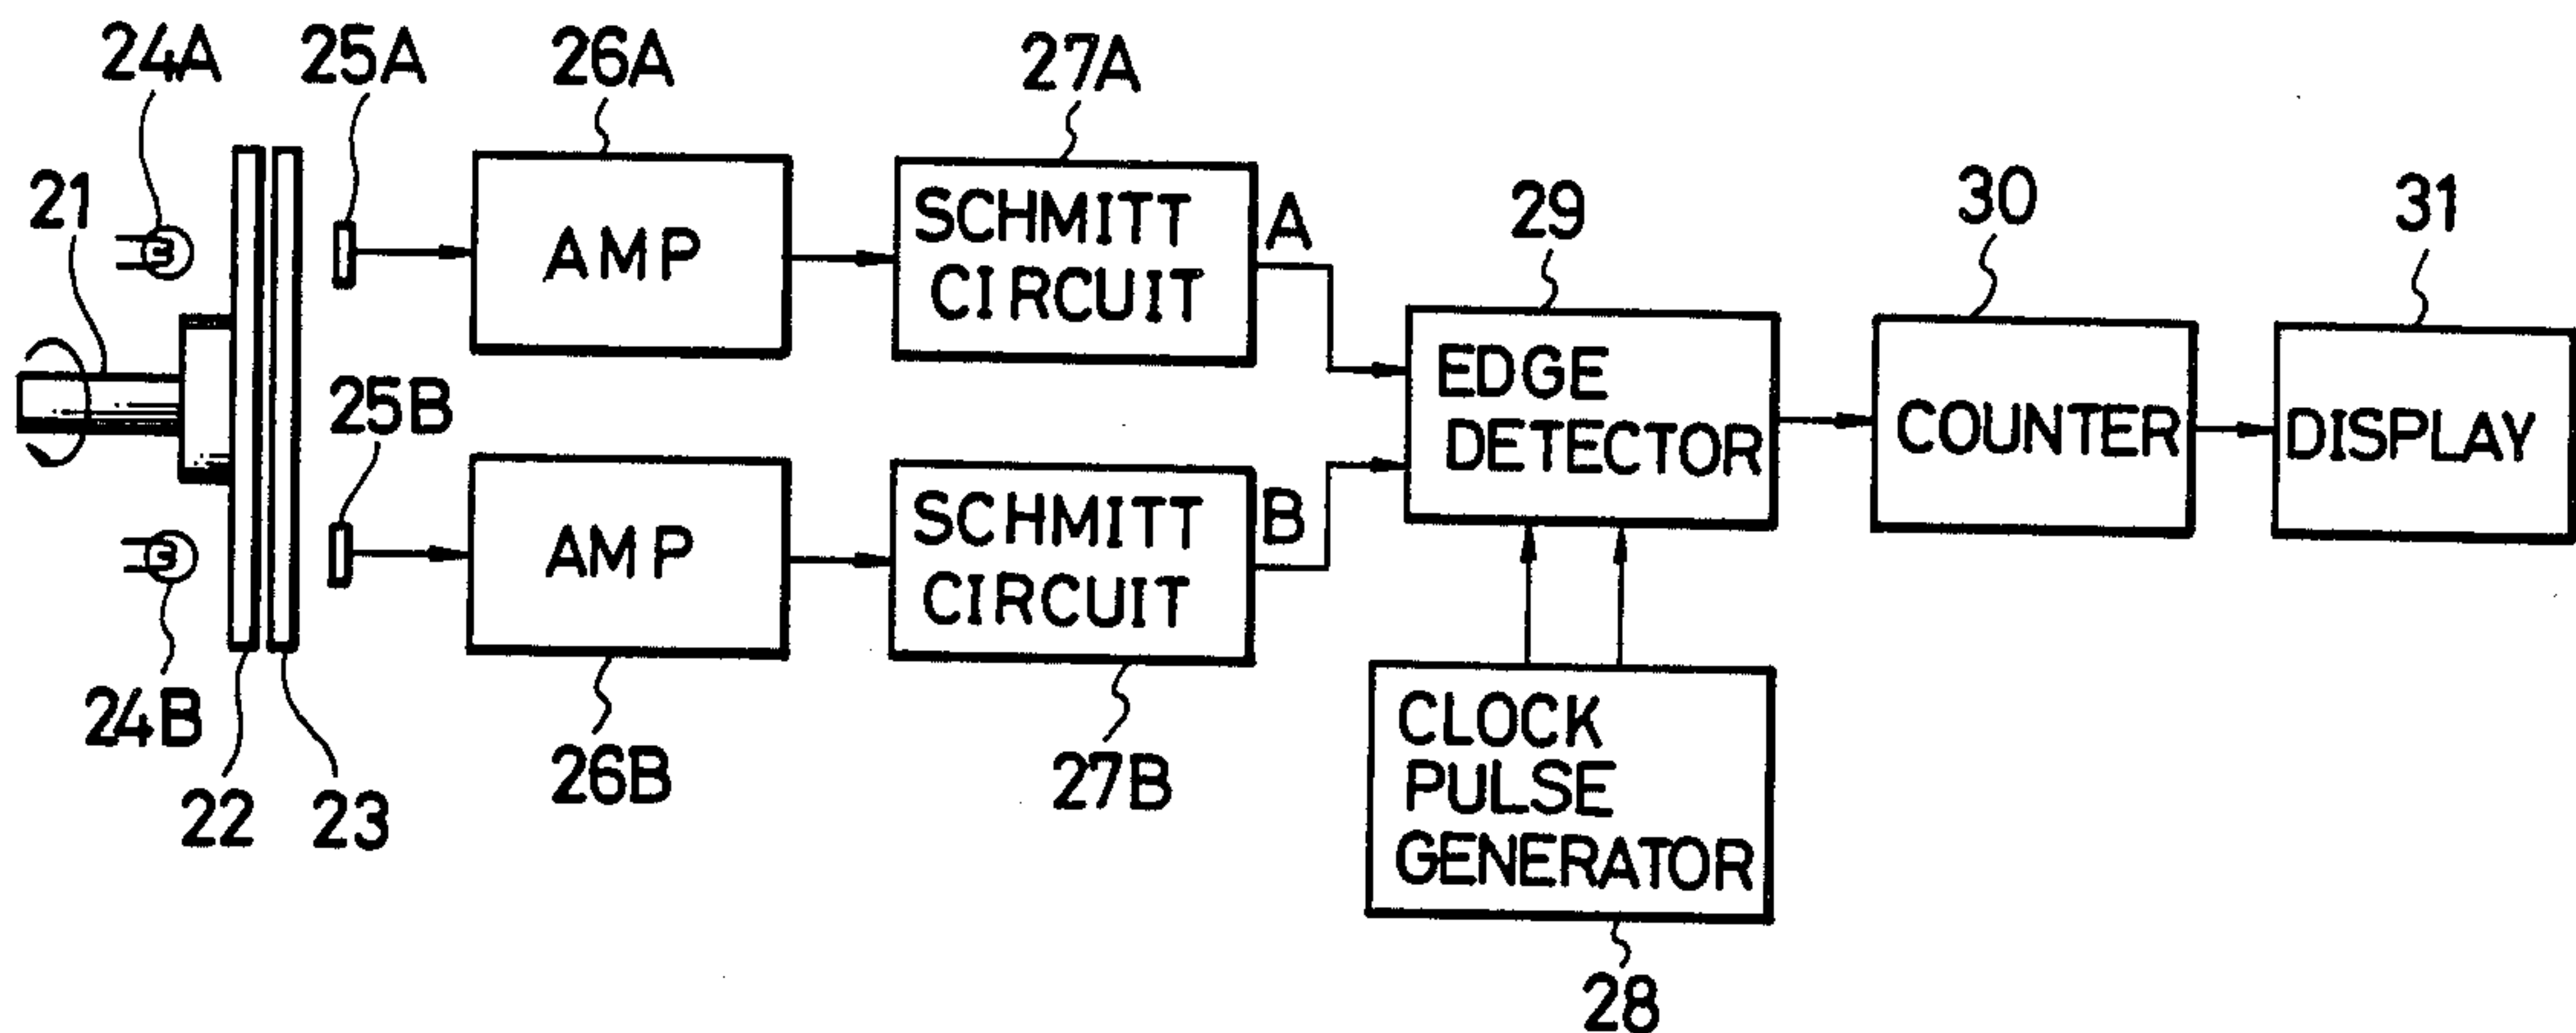 24A
25A
26A
27A
21
AMP
SCHMITT
CIRCUIT
A
29
30
31
25B
EDGE
DETECTOR
COUNTER
DISPLAY
AMP
SCHMITT
CIRCUIT
B
24B
22
23
26B
27B
CLOCK
PULSE
GENERATOR
28